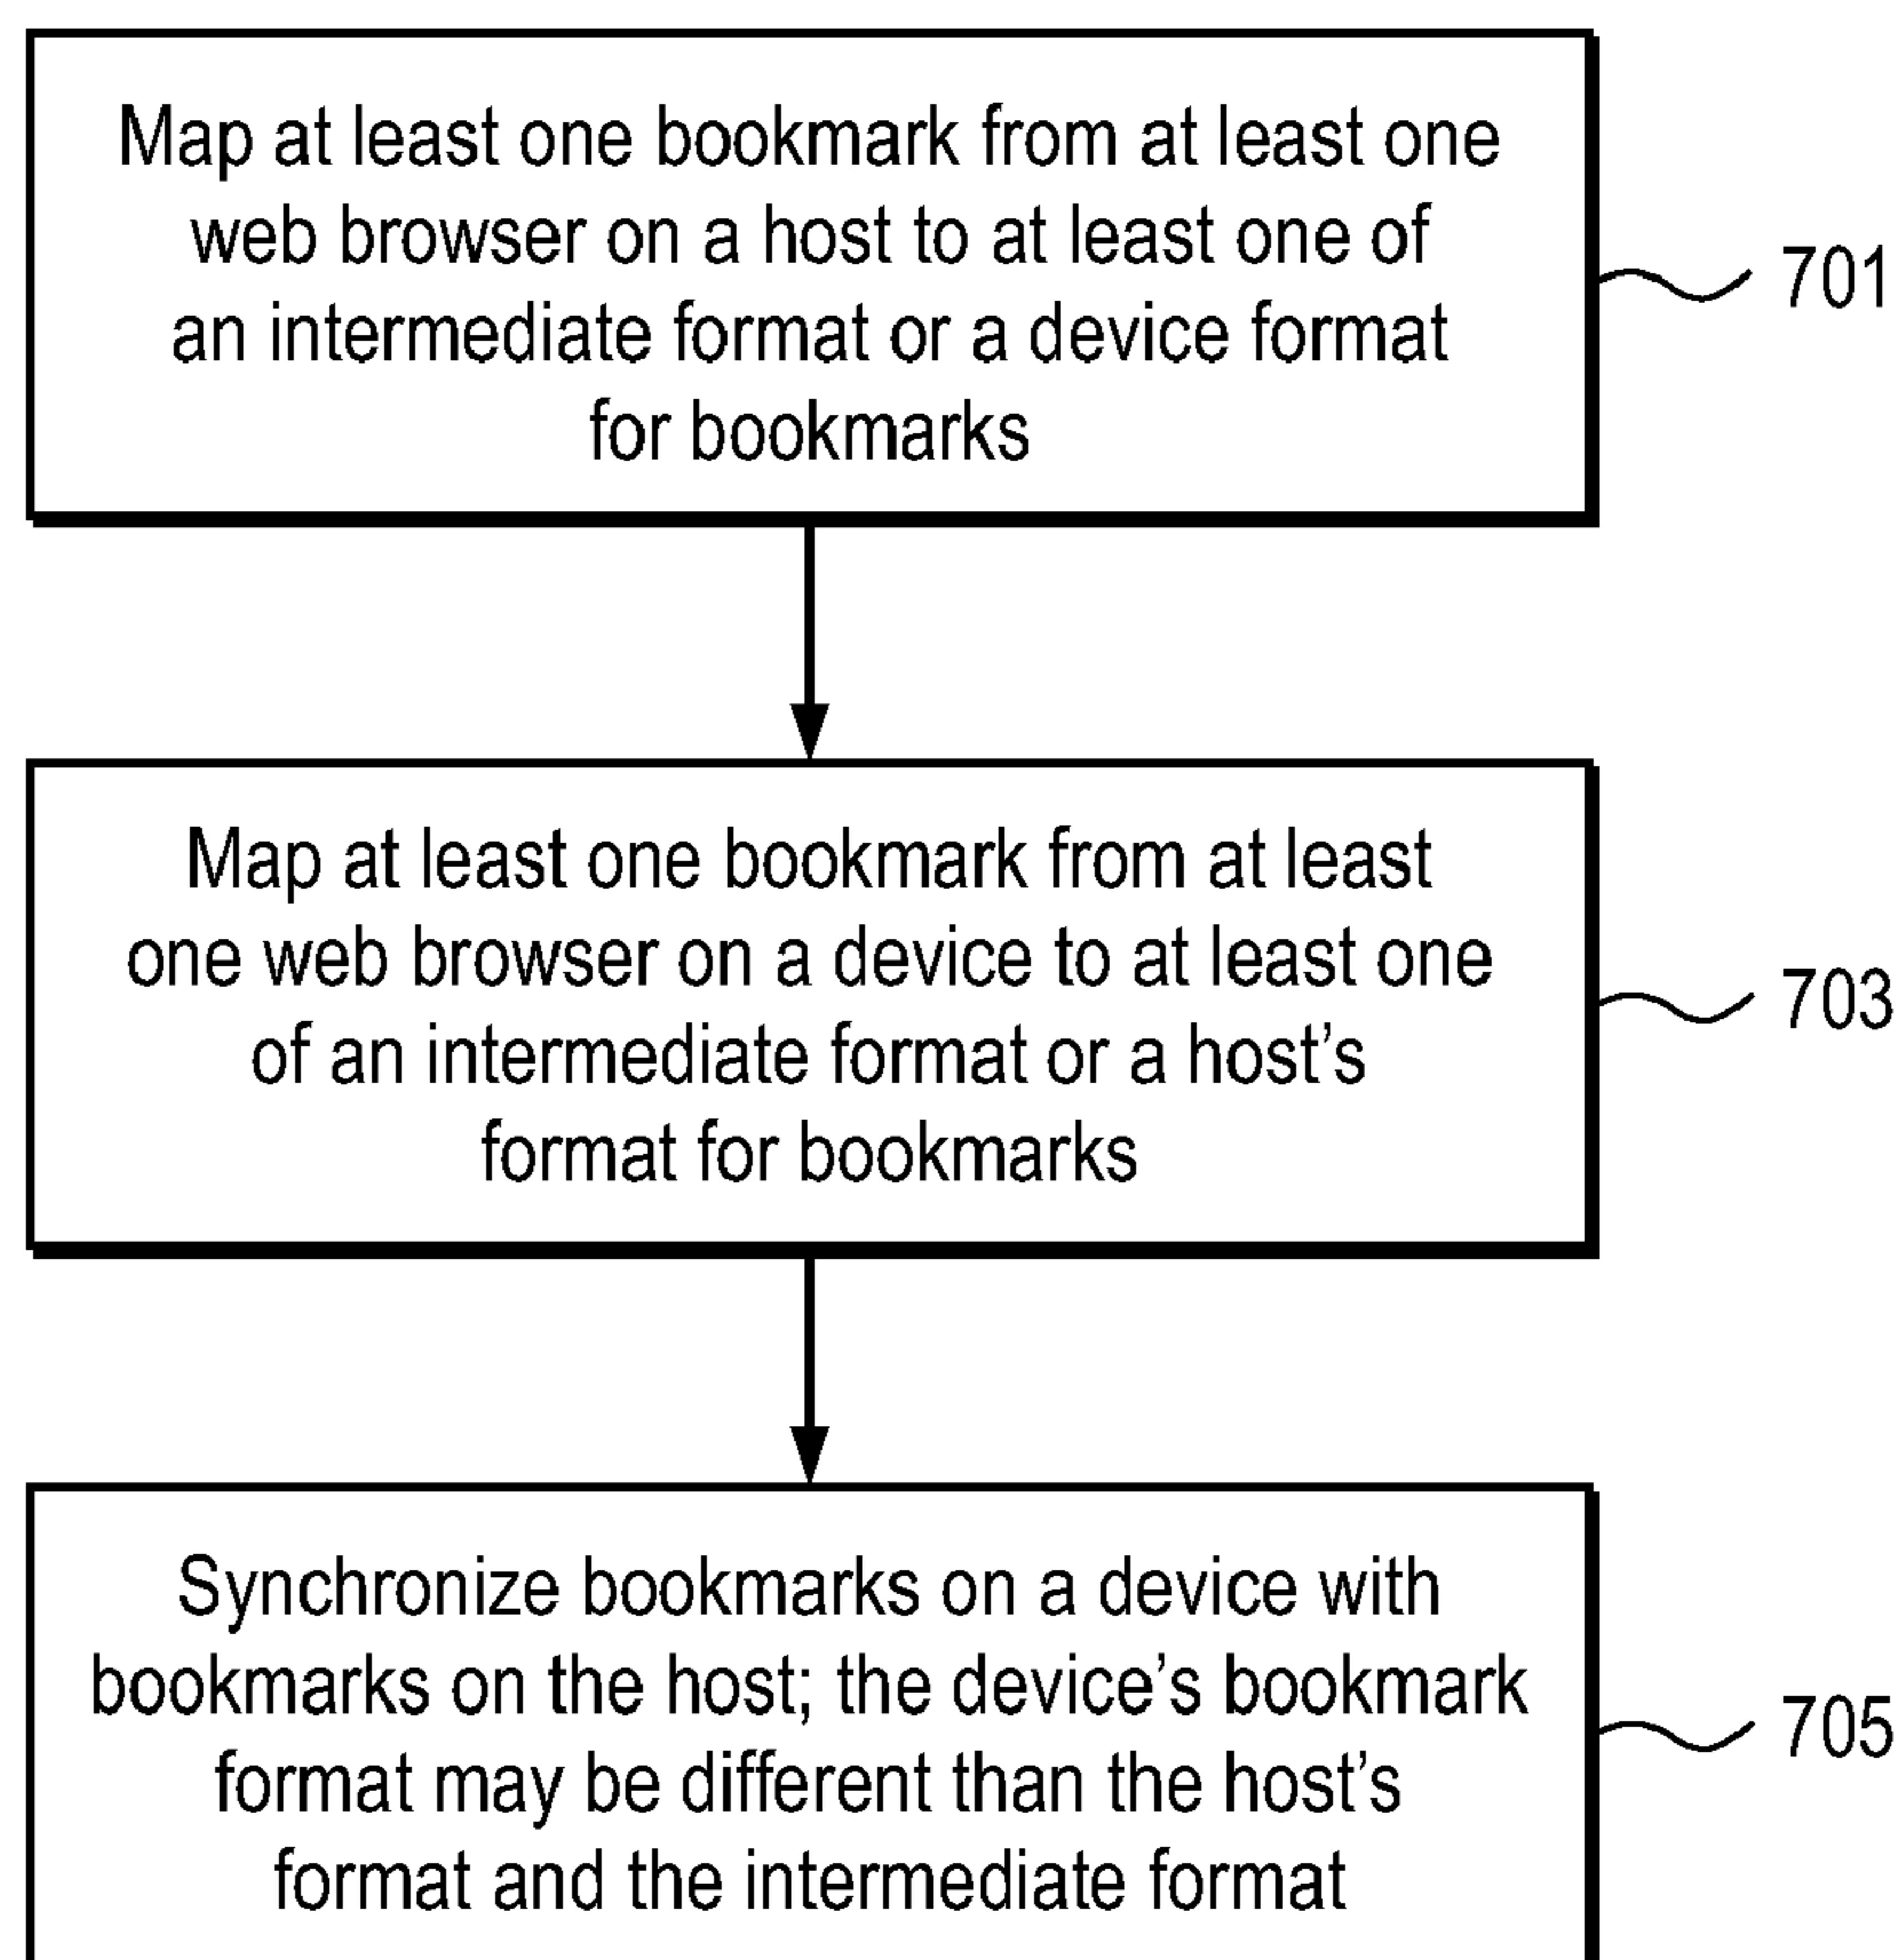 Map at least one bookmark from at least one
web browser on a host to at least one of
an intermediate format or a device format
for bookmarks
701
Map at least one bookmark from at least
one web browser on a device to at least one
of an intermediate format or a host's
format for bookmarks
703
Synchronize bookmarks on a device with
bookmarks on the host; the device's bookmark
format may be different than the host's
format and the intermediate format
705